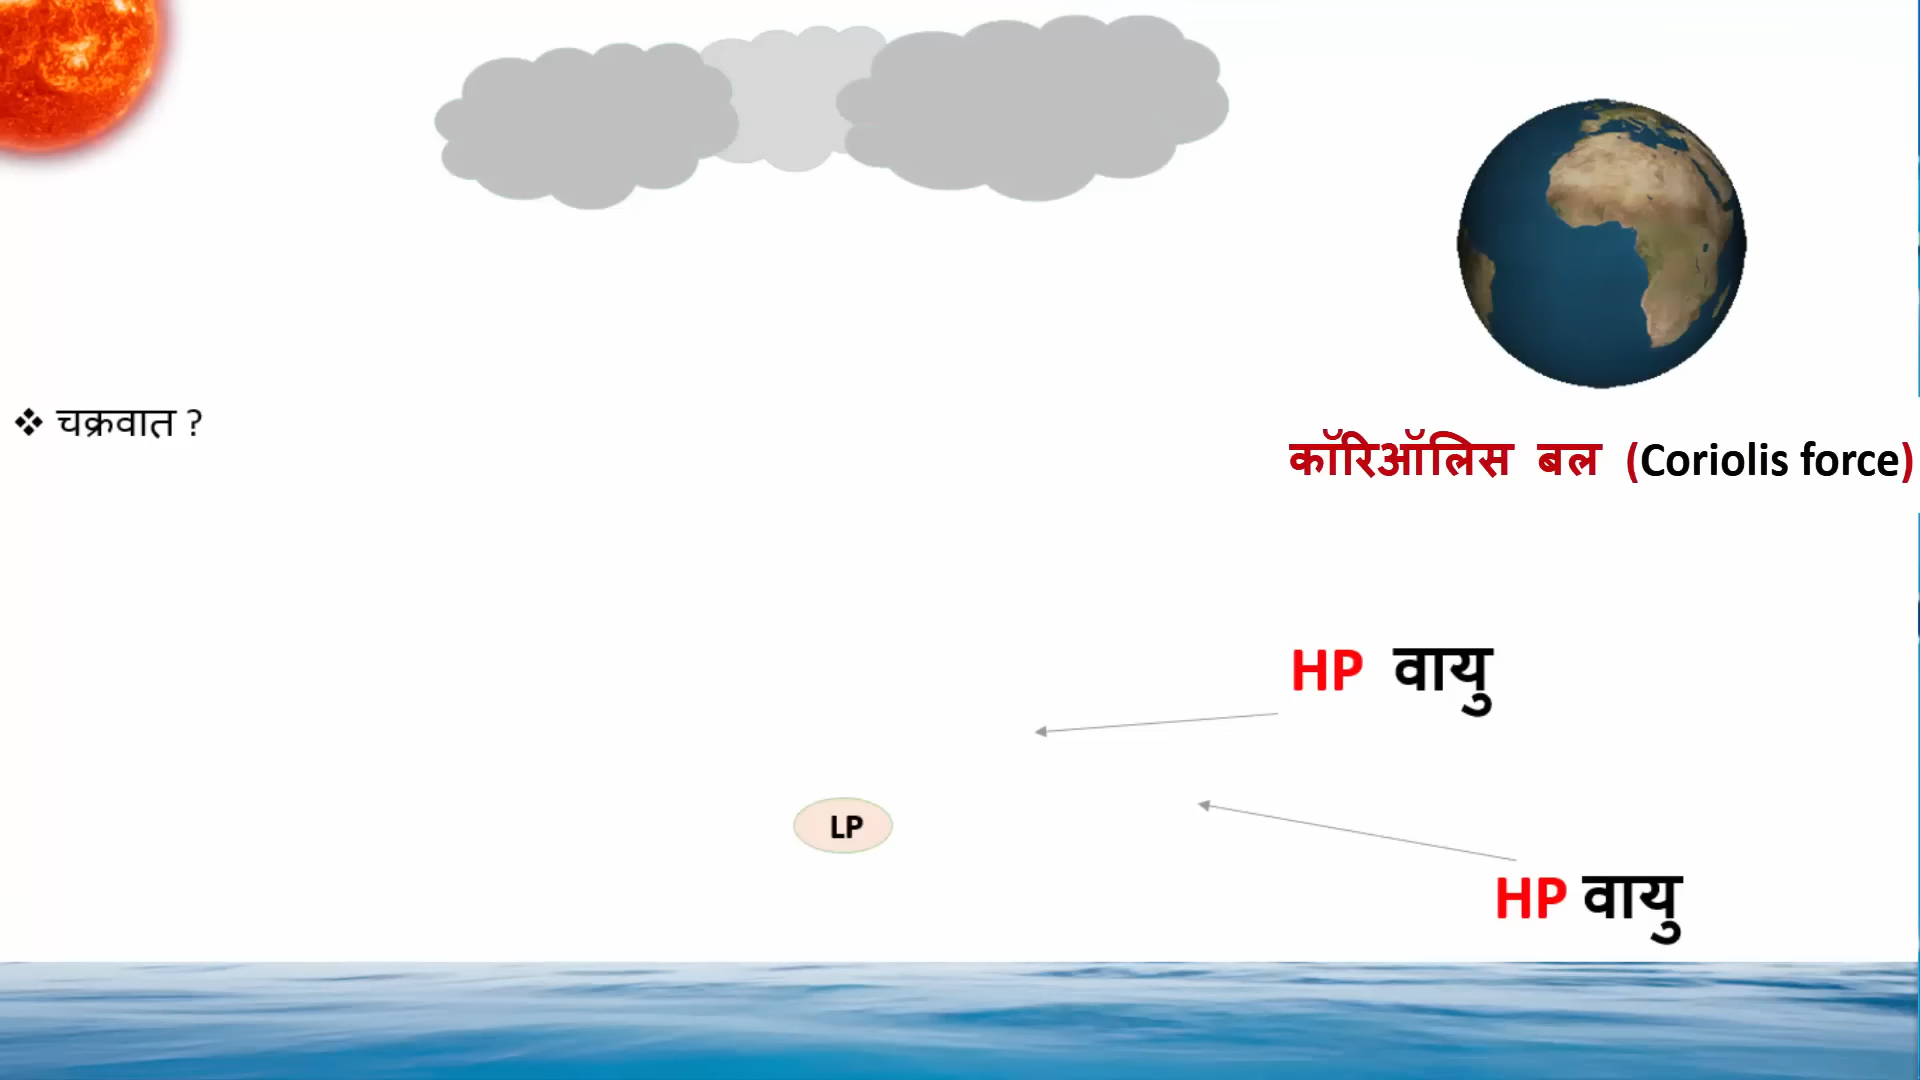 ❖ चक्रवात ?
कॉरिऑलिस बल (Coriolis force)
HP वायु
LP
HP वायु